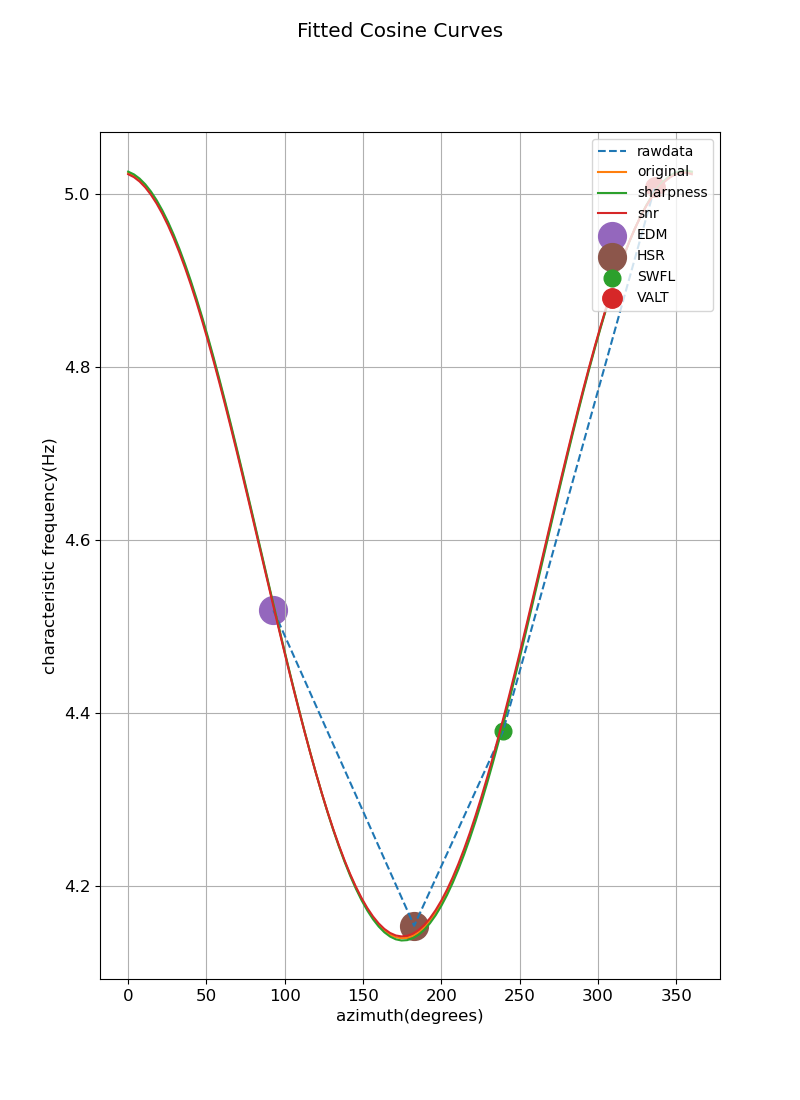 Fitted Cosine Curves
rawdata
original
sharpness
snr
EDM
HSR
SWFL
VALT
5.0
4.8
4.6
4.4
4.2
characteristic frequency(Hz)
0 50 100 150 200 250 300 350
azimuth(degrees)